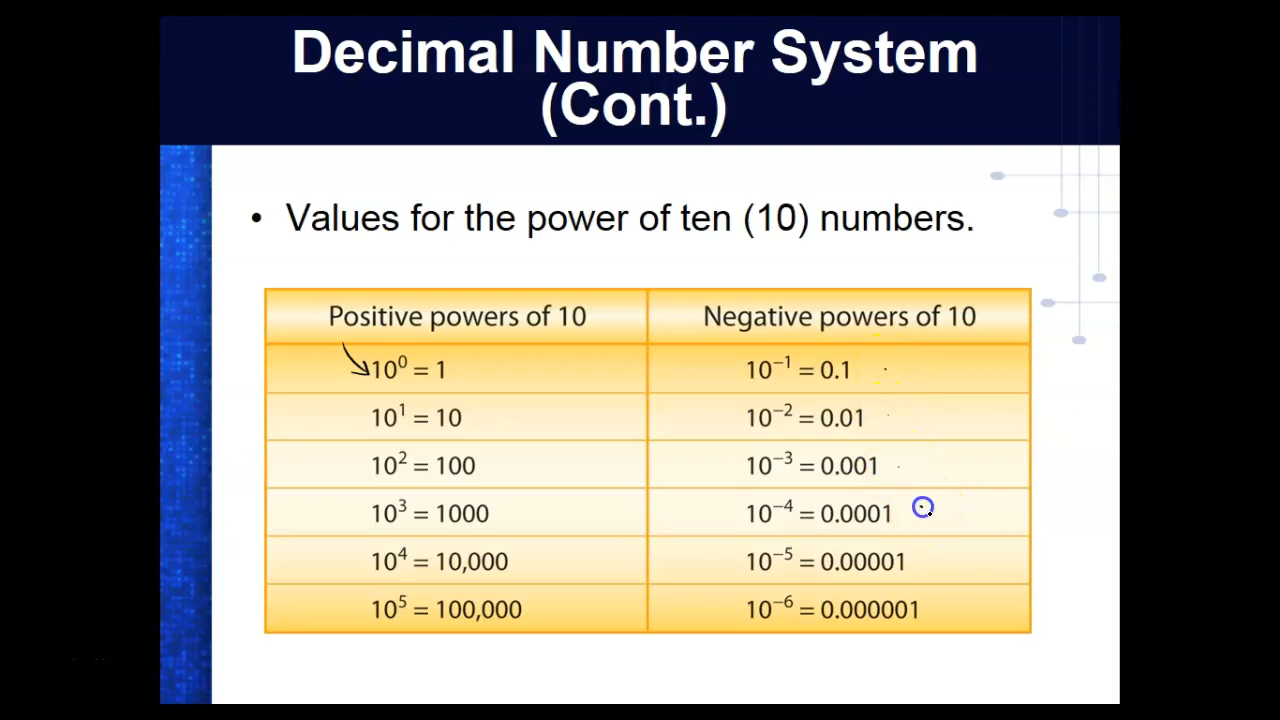 Decimal Number System
(Cont.)
• Values for the power of ten (10) numbers.
Positive powers of 10 Negative powers of 10
10⁰ = 1 10⁻¹ = 0.1
10¹ = 10 10⁻² = 0.01
10² = 100 10⁻³ = 0.001
10³ = 1000 10⁻⁴ = 0.0001
10⁴ = 10,000 10⁻⁵ = 0.00001
10⁵ = 100,000 10⁻⁶ = 0.000001